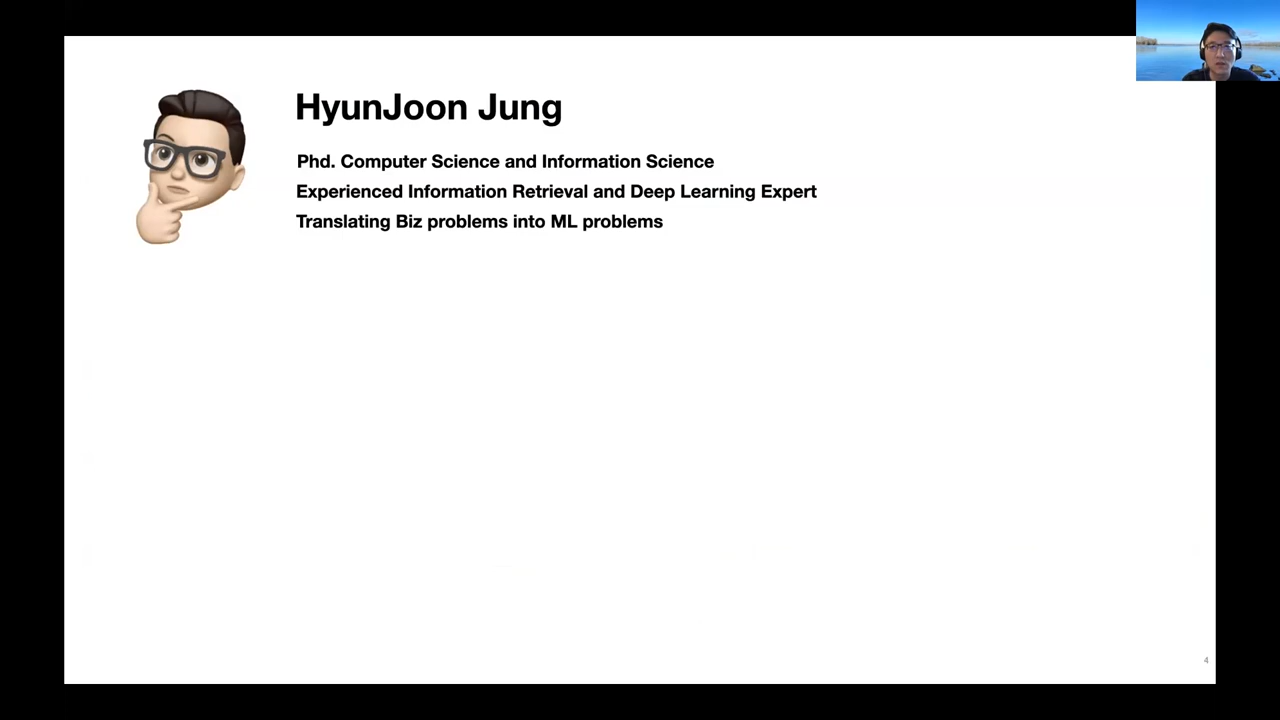 HyunJoon Jung
Phd. Computer Science and Information Science
Experienced Information Retrieval and Deep Learning Expert
Translating Biz problems into ML problems
4